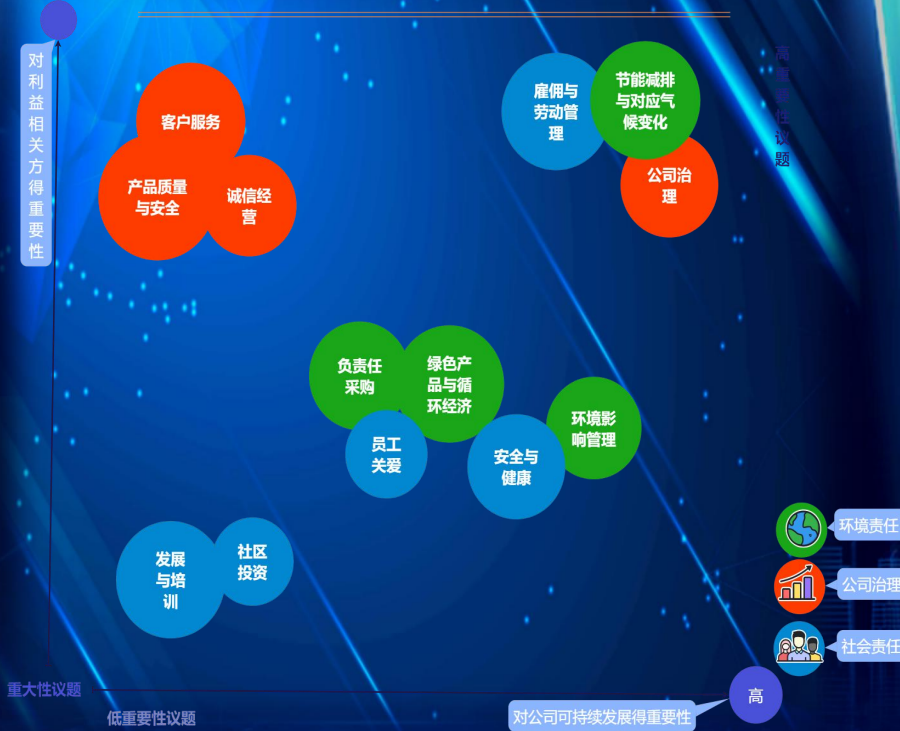 对利益相关方得重要性
高重要性议题
客户服务
产品质量
与安全
诚信经
营
雇佣与
劳动管
理
节能减排
与对应气
候变化
公司治
理
负责任
采购
绿色产
品与循
环经济
员工
关爱
安全与
健康
环境影
响管理
发展
与培
训
社区
投资
环境责任
公司治理
社会责任
重大性议题
低重要性议题
对公司可持续发展得重要性
高